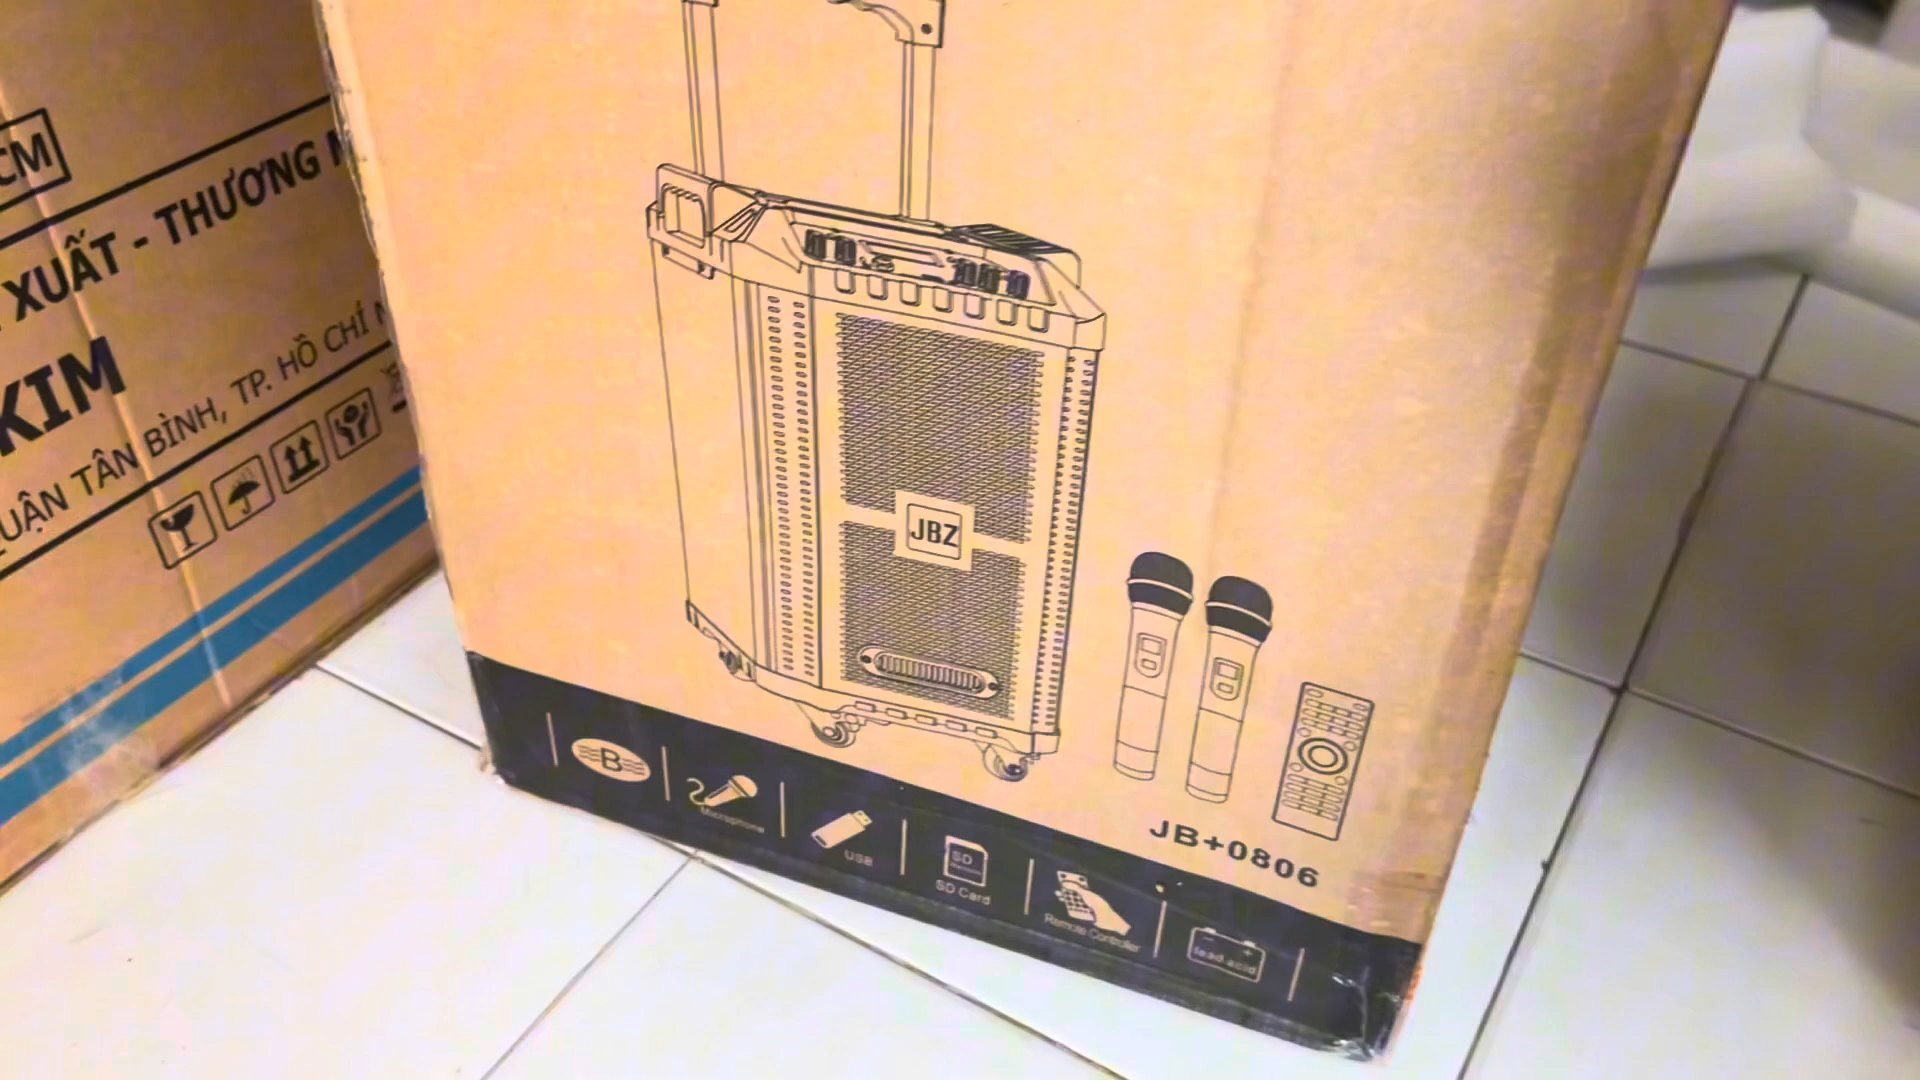 CM
XUẤT - THƯƠNG
KIM
QUẬN TÂN BÌNH, TP. HỒ CHÍ
JBZ
JB+0806
B
Microphone
USB
SD
SD Card
Remote Controller
lead.acid